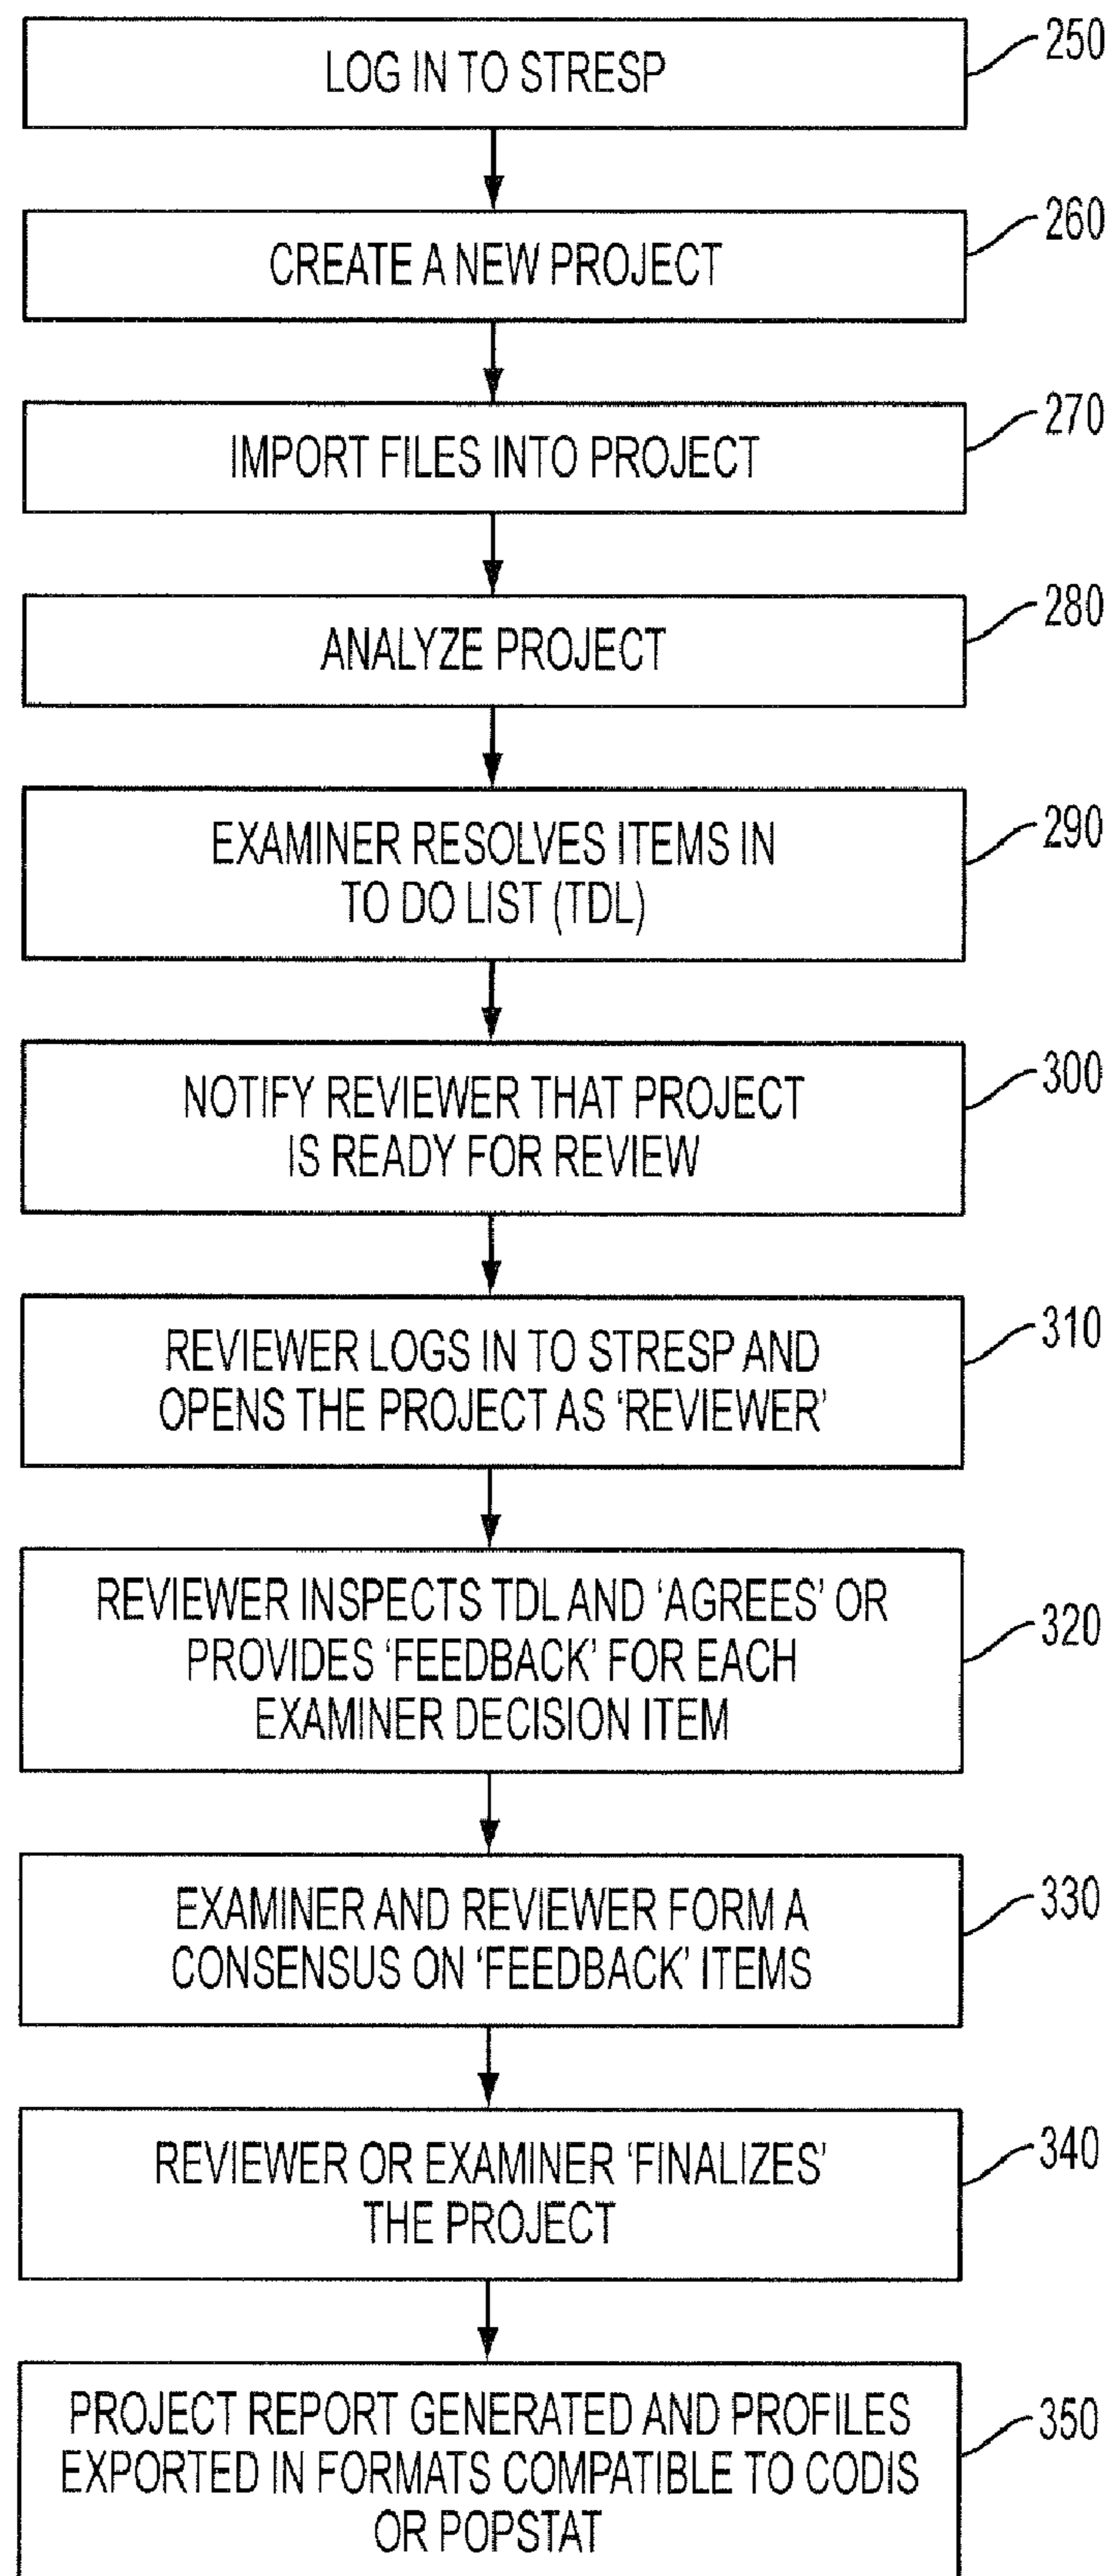 LOG IN TO STRESP
250
CREATE A NEW PROJECT
260
IMPORT FILES INTO PROJECT
270
ANALYZE PROJECT
280
EXAMINER RESOLVES ITEMS IN
TO DO LIST (TDL)
290
NOTIFY REVIEWER THAT PROJECT
IS READY FOR REVIEW
300
REVIEWER LOGS IN TO STRESP AND
OPENS THE PROJECT AS ‘REVIEWER’
310
REVIEWER INSPECTS TDL AND ‘AGREES’ OR
PROVIDES ‘FEEDBACK’ FOR EACH
EXAMINER DECISION ITEM
320
EXAMINER AND REVIEWER FORM A
CONSENSUS ON ‘FEEDBACK’ ITEMS
330
REVIEWER OR EXAMINER ‘FINALIZES’
THE PROJECT
340
PROJECT REPORT GENERATED AND PROFILES
EXPORTED IN FORMATS COMPATIBLE TO CODIS
OR POPSTAT
350